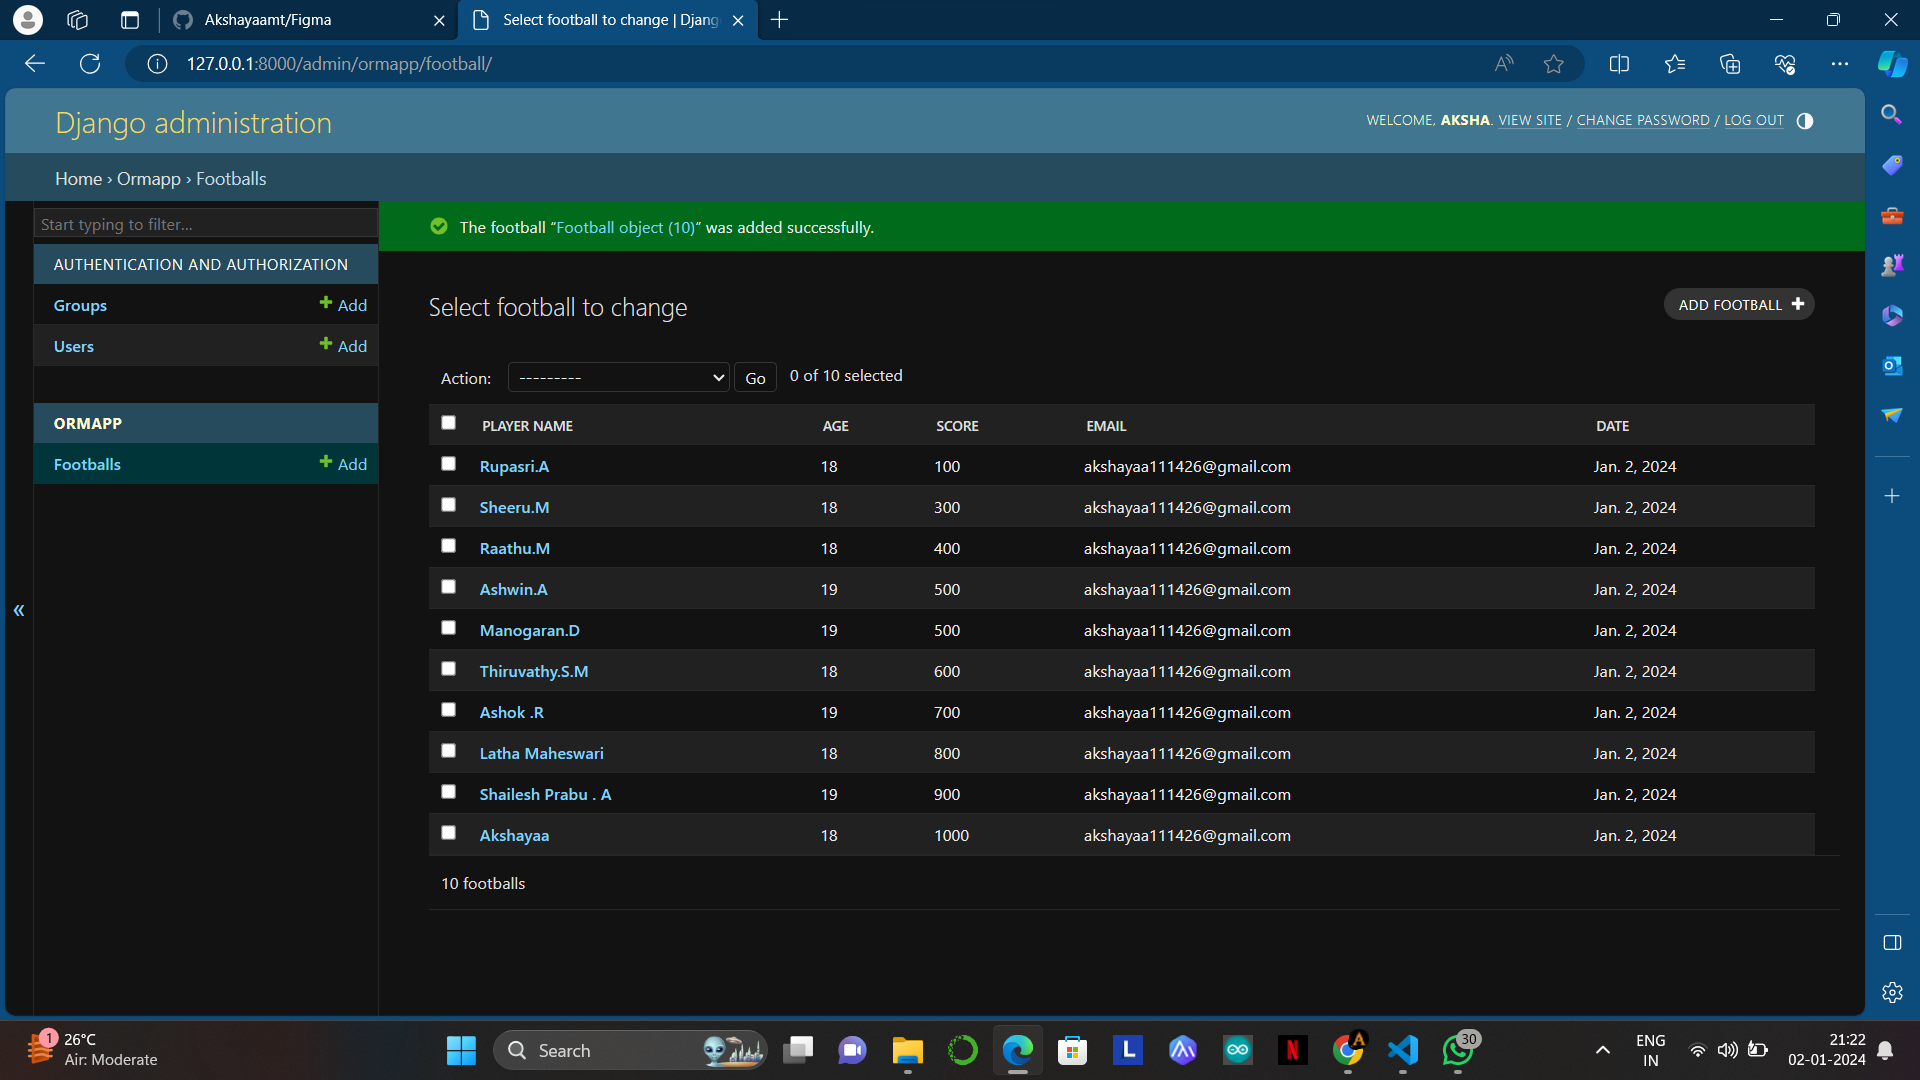 Akshayaamt/Figma
Select football to change | Djang
127.0.0.1:8000/admin/ormapp/football/
Django administration
WELCOME, AKSHA. VIEW SITE / CHANGE PASSWORD / LOG OUT
Home › Ormapp › Footballs
Start typing to filter...
AUTHENTICATION AND AUTHORIZATION
Groups + Add
Users + Add
ORMAPP
Footballs + Add
«
The football “Football object (10)” was added successfully.
Select football to change
ADD FOOTBALL +
Action: --------- Go 0 of 10 selected
PLAYER NAME AGE SCORE EMAIL DATE
Rupasri.A 18 100 akshayaa111426@gmail.com Jan. 2, 2024
Sheeru.M 18 300 akshayaa111426@gmail.com Jan. 2, 2024
Raathu.M 18 400 akshayaa111426@gmail.com Jan. 2, 2024
Ashwin.A 19 500 akshayaa111426@gmail.com Jan. 2, 2024
Manogaran.D 19 500 akshayaa111426@gmail.com Jan. 2, 2024
Thiruvathy.S.M 18 600 akshayaa111426@gmail.com Jan. 2, 2024
Ashok .R 19 700 akshayaa111426@gmail.com Jan. 2, 2024
Latha Maheswari 18 800 akshayaa111426@gmail.com Jan. 2, 2024
Shailesh Prabu . A 19 900 akshayaa111426@gmail.com Jan. 2, 2024
Akshayaa 18 1000 akshayaa111426@gmail.com Jan. 2, 2024
10 footballs
1
26°C
Air: Moderate
Search
L
N
A
30
ENG
IN
21:22
02-01-2024